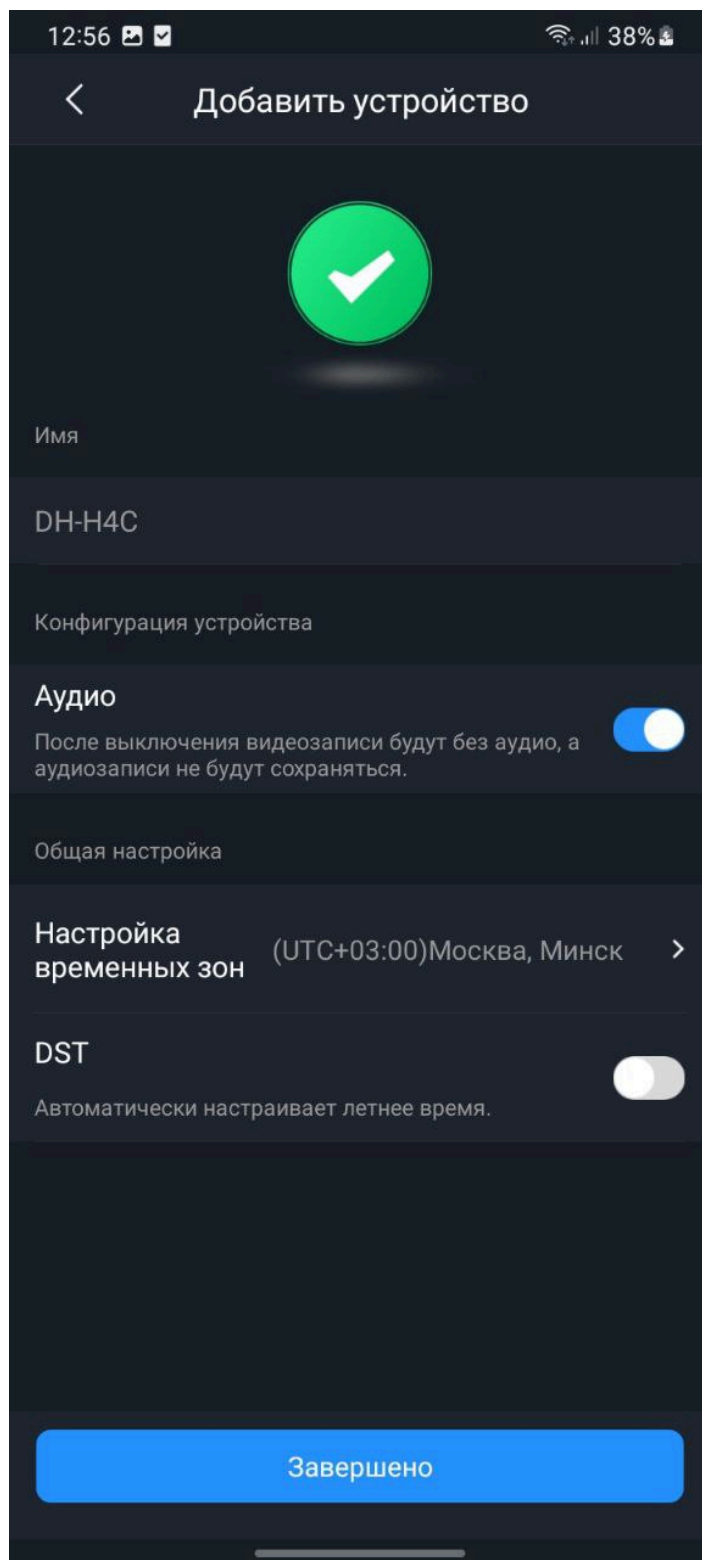 12:56
38%
Добавить устройство
Имя
DH-H4C
Конфигурация устройства
Аудио
После выключения видеозаписи будут без аудио, а
аудиозаписи не будут сохраняться.
Общая настройка
Настройка
временных зон
(UTC+03:00)Москва, Минск
DST
Автоматически настраивает летнее время.
Завершено